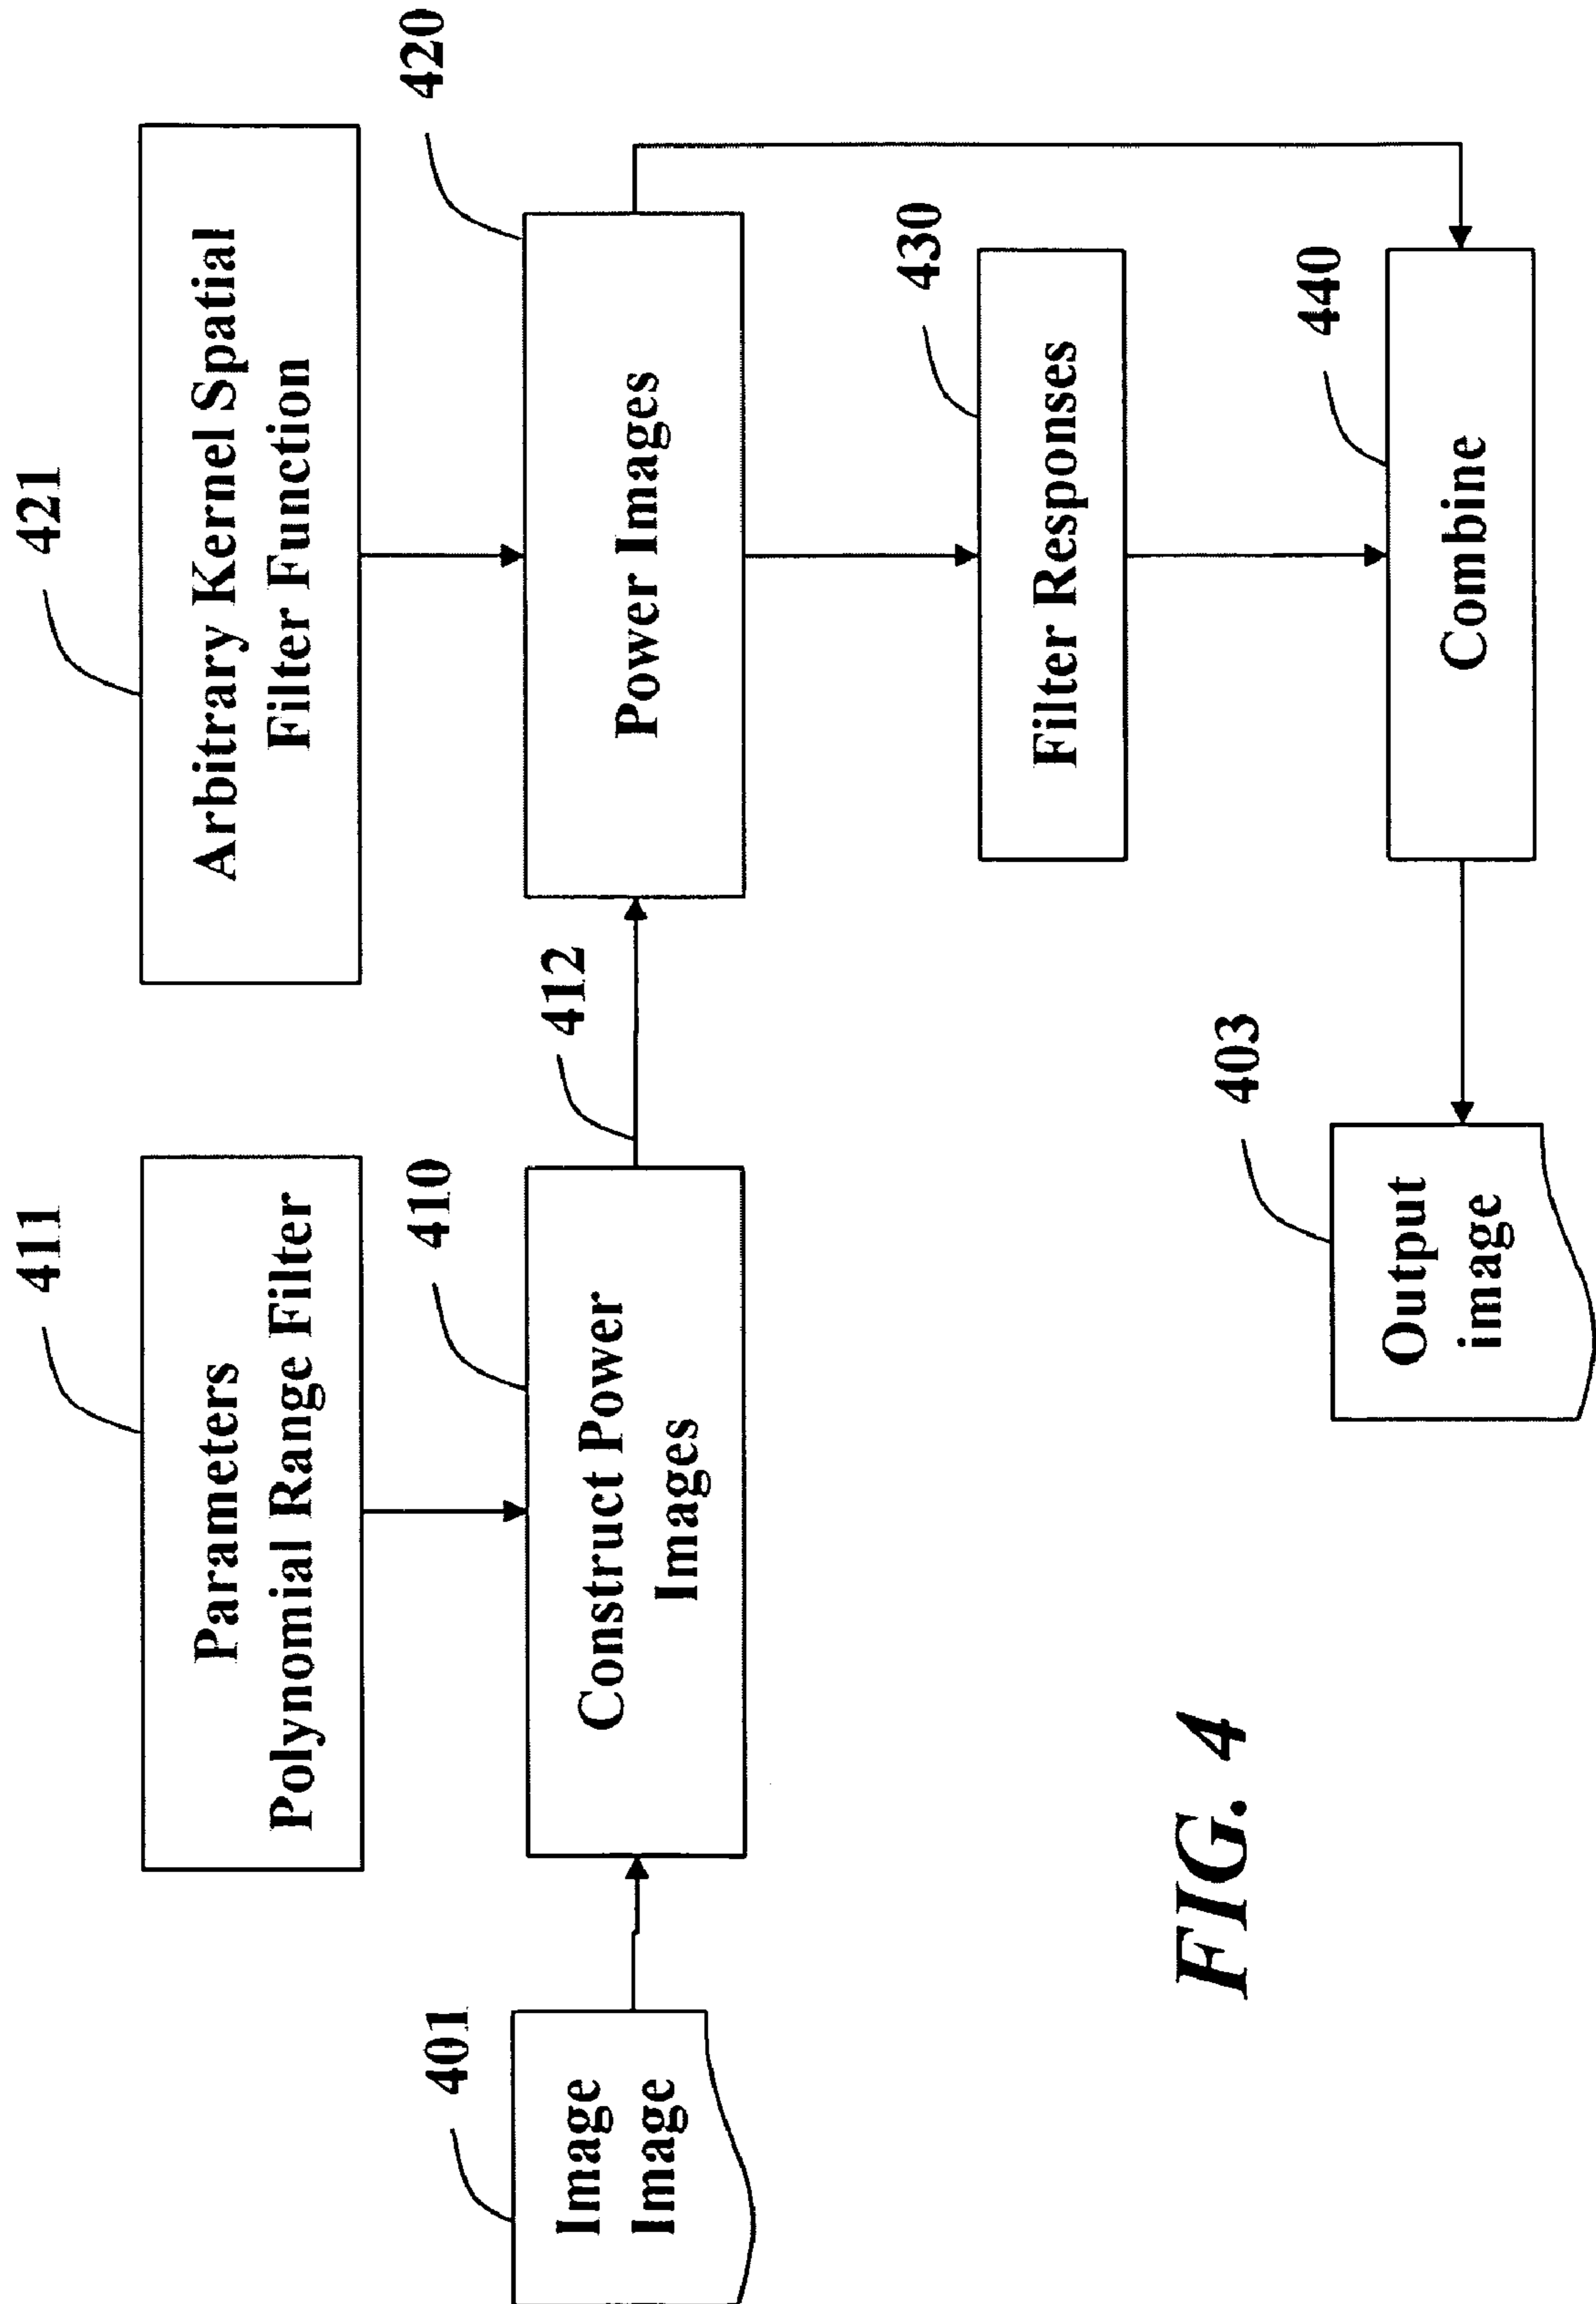 411
Parameters
Polynomial Range Filter
421
Arbitrary Kernel Spatial
Filter Function
401
Image
Image
410
Construct Power
Images
412
420
Power Images
430
Filter Responses
403
Output
image
440
Combine
FIG. 4